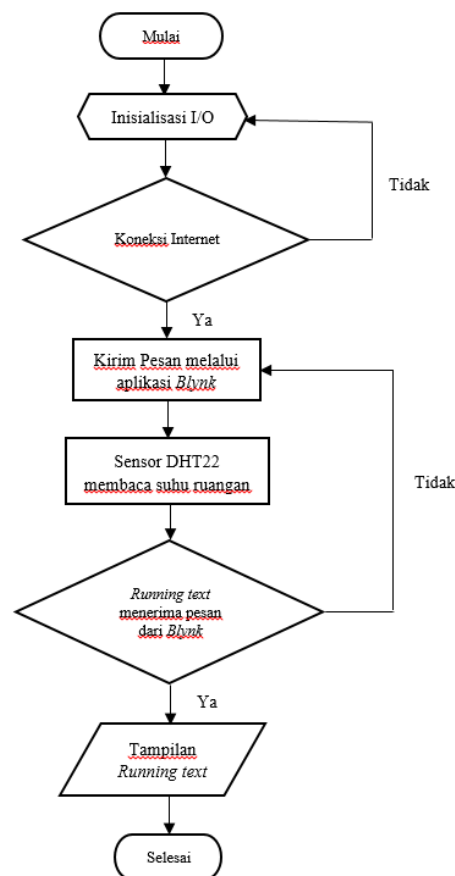 Mulai
Inisialisasi I/O
Tidak
Koneksi Internet
Ya
Kirim Pesan melalui
aplikasi Blynk
Sensor DHT22
membaca suhu ruangan
Tidak
Running text
menerima pesan
dari Blynk
Ya
Tampilan
Running text
Selesai